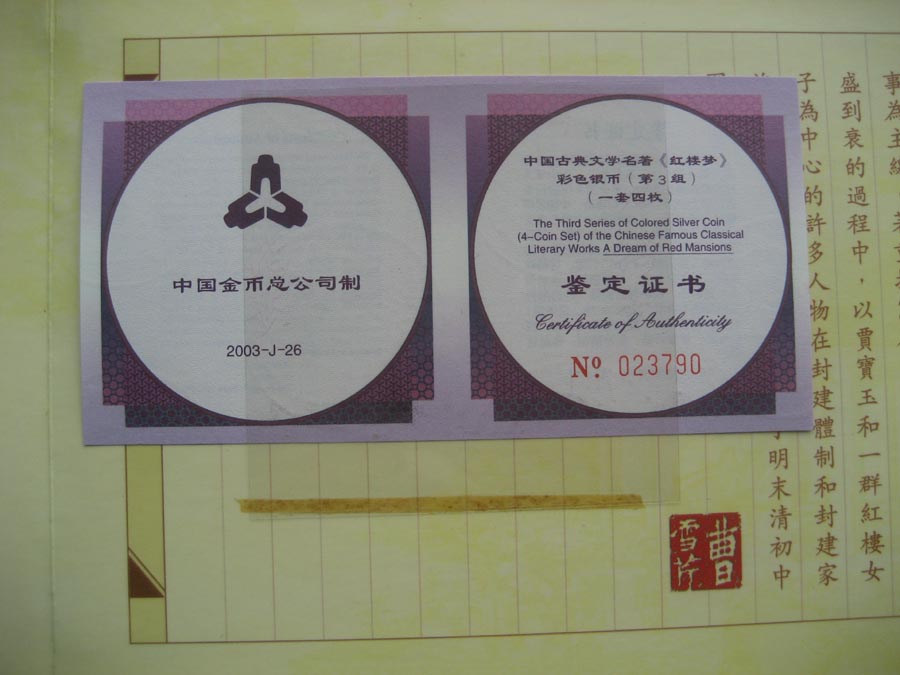 中国金币总公司制
2003-J-26
中国古典文学名著《红楼梦》
彩色银币（第3组）
（一套四枚）
The Third Series of Colored Silver Coin
(4-Coin Set) of the Chinese Famous Classical
Literary Works A Dream of Red Mansions
鉴定证书
Certificate of Authenticity
Nº 023790
盛到衰的過程中，以賈寶玉和一群紅樓女
子為中心的許多人物在封建體制和封建家
明末清初中
曹雪芹